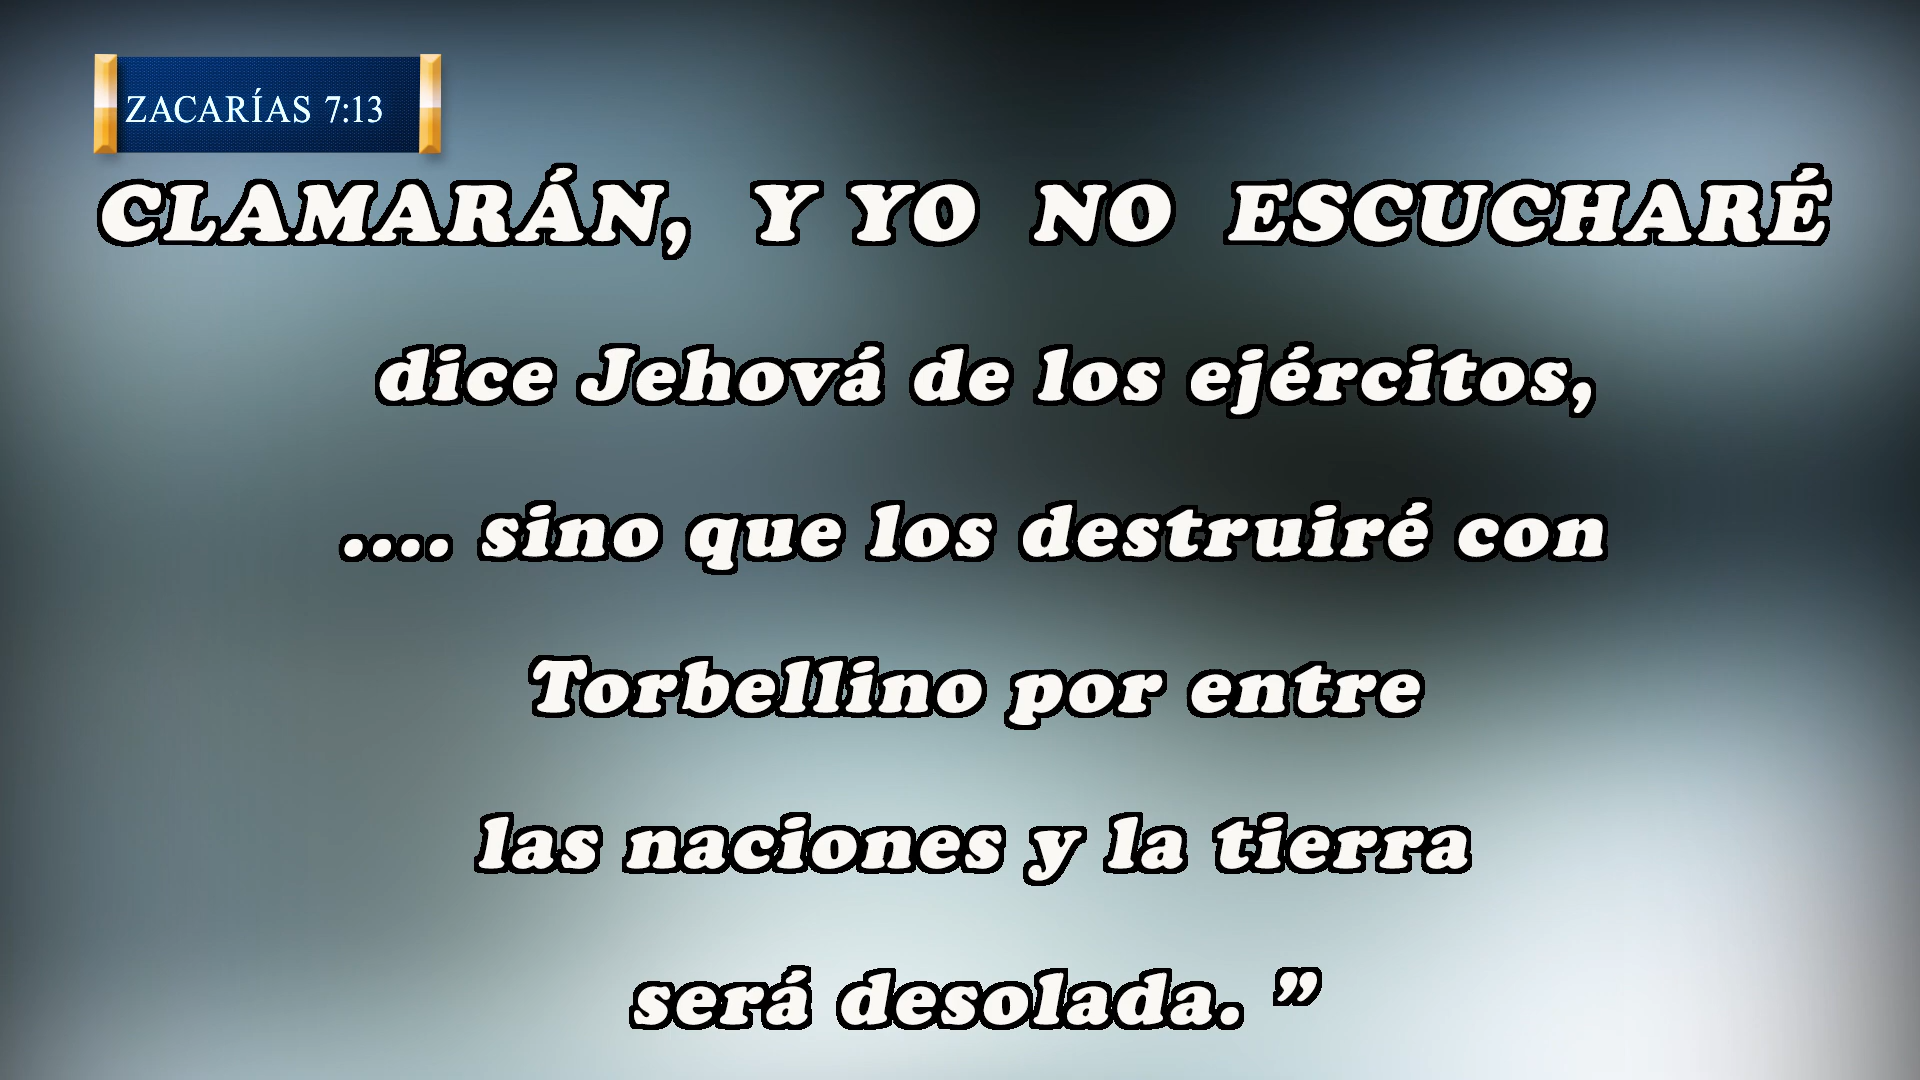 ZACARÍAS 7:13
CLAMARÁN, Y YO NO ESCUCHARÉ
dice Jehová de los ejércitos,
.... sino que los destruiré con
Torbellino por entre
las naciones y la tierra
será desolada. ”